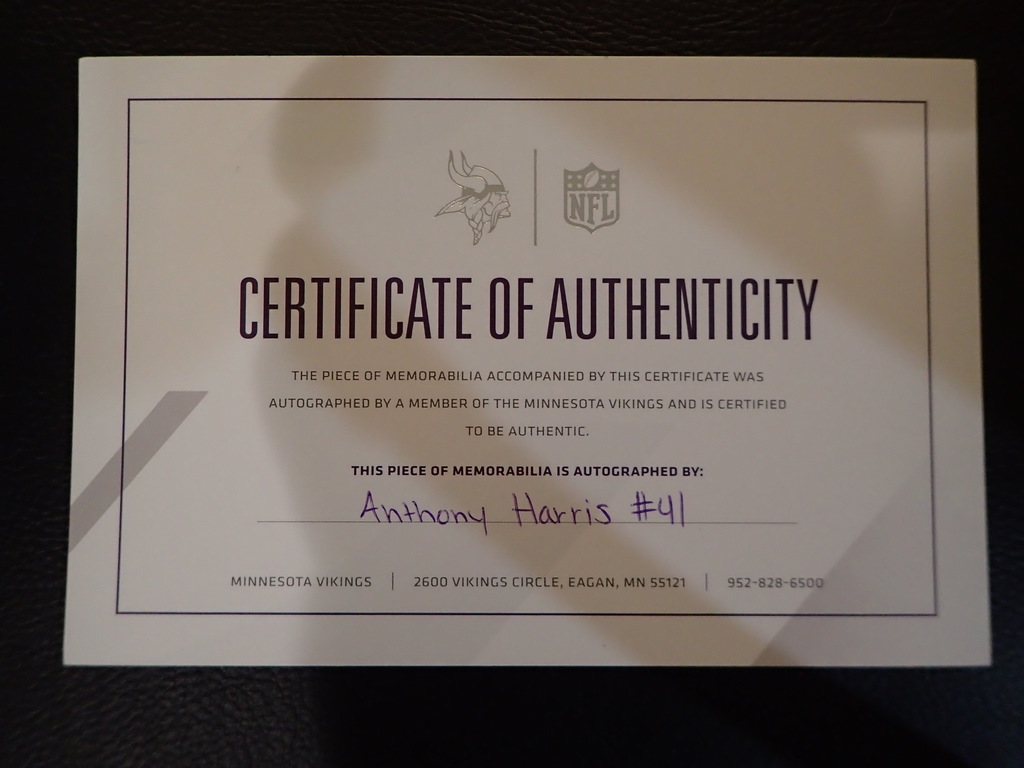 NFL
CERTIFICATE OF AUTHENTICITY
THE PIECE OF MEMORABILIA ACCOMPANIED BY THIS CERTIFICATE WAS
AUTOGRAPHED BY A MEMBER OF THE MINNESOTA VIKINGS AND IS CERTIFIED
TO BE AUTHENTIC.
THIS PIECE OF MEMORABILIA IS AUTOGRAPHED BY:
Anthony Harris #41
MINNESOTA VIKINGS | 2600 VIKINGS CIRCLE, EAGAN, MN 55121 | 952-828-6500